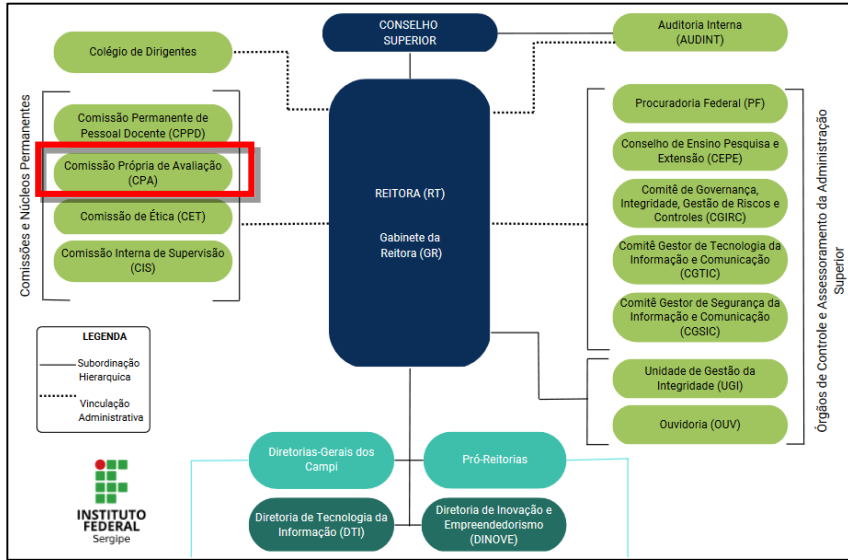 CONSELHO
SUPERIOR
Auditoria Interna
(AUDINT)
Colégio de Dirigentes
Comissões e Núcleos Permanentes
Comissão Permanente de
Pessoal Docente (CPPD)
Comissão Própria de Avaliação
(CPA)
Comissão de Ética (CET)
Comissão Interna de Supervisão
(CIS)
REITORA (RT)
Gabinete da
Reitora (GR)
Procuradoria Federal (PF)
Conselho de Ensino Pesquisa e
Extensão (CEPE)
Comitê de Governança,
Integridade, Gestão de Riscos e
Controles (CGIRC)
Comitê Gestor de Tecnologia da
Informação e Comunicação
(CGTIC)
Comitê Gestor de Segurança da
Informação e Comunicação
(CGSIC)
Unidade de Gestão da
Integridade (UGI)
Ouvidoria (OUV)
Órgãos de Controle e Assessoramento da Administração
Superior
LEGENDA
Subordinação
Hierarquica
Vinculação
Administrativa
INSTITUTO
FEDERAL
Sergipe
Diretorias-Gerais dos
Campi
Pró-Reitorias
Diretoria de Tecnologia da
Informação (DTI)
Diretoria de Inovação e
Empreendedorismo
(DINOVE)